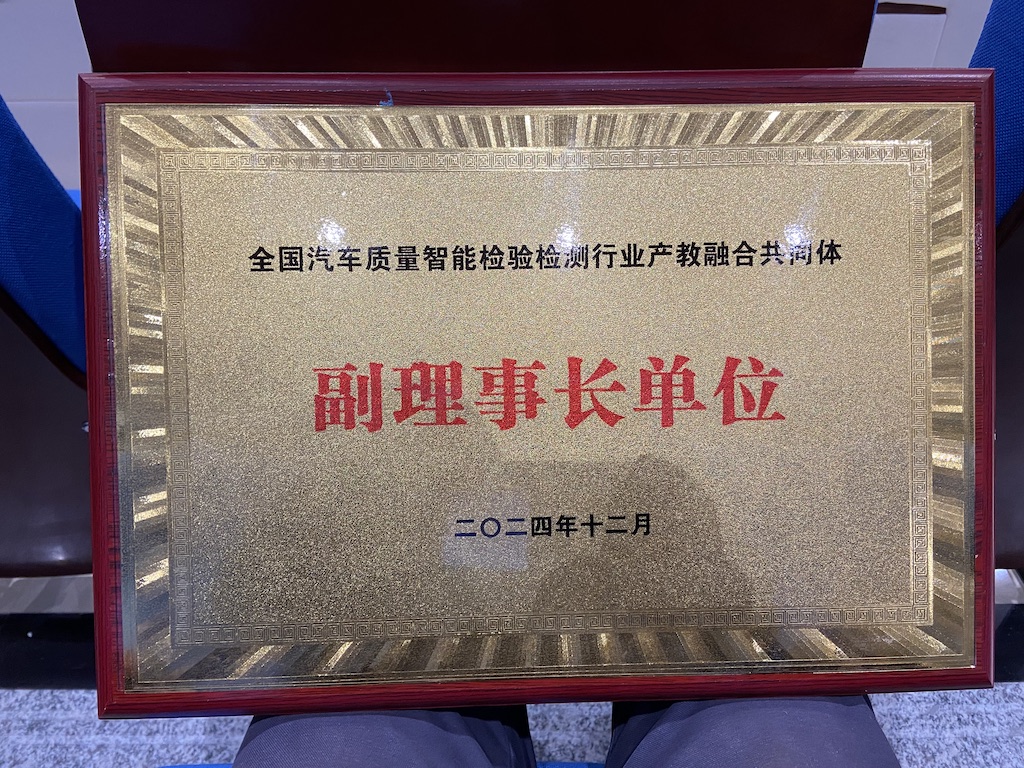 全国汽车质量智能检验检测行业产教融合共同体
副理事长单位
二〇二四年十二月